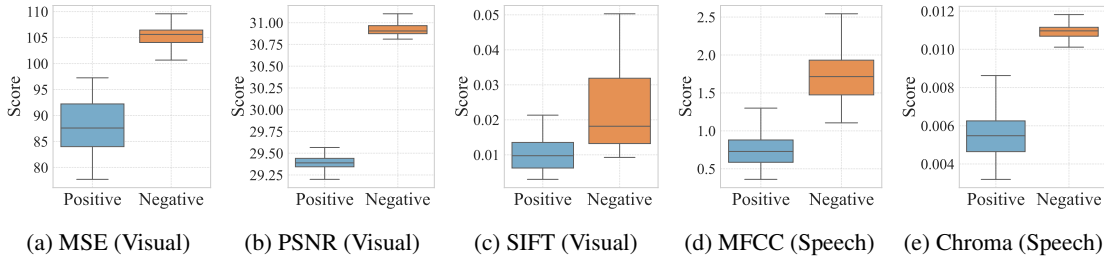 Score
110
105
100
95
90
85
80
Positive Negative
(a) MSE (Visual)
Score
31.00
30.75
30.50
30.25
30.00
29.75
29.50
29.25
Positive Negative
(b) PSNR (Visual)
Score
0.05
0.04
0.03
0.02
0.01
Positive Negative
(c) SIFT (Visual)
Score
2.5
2.0
1.5
1.0
0.5
Positive Negative
(d) MFCC (Speech)
Score
0.012
0.010
0.008
0.006
0.004
Positive Negative
(e) Chroma (Speech)